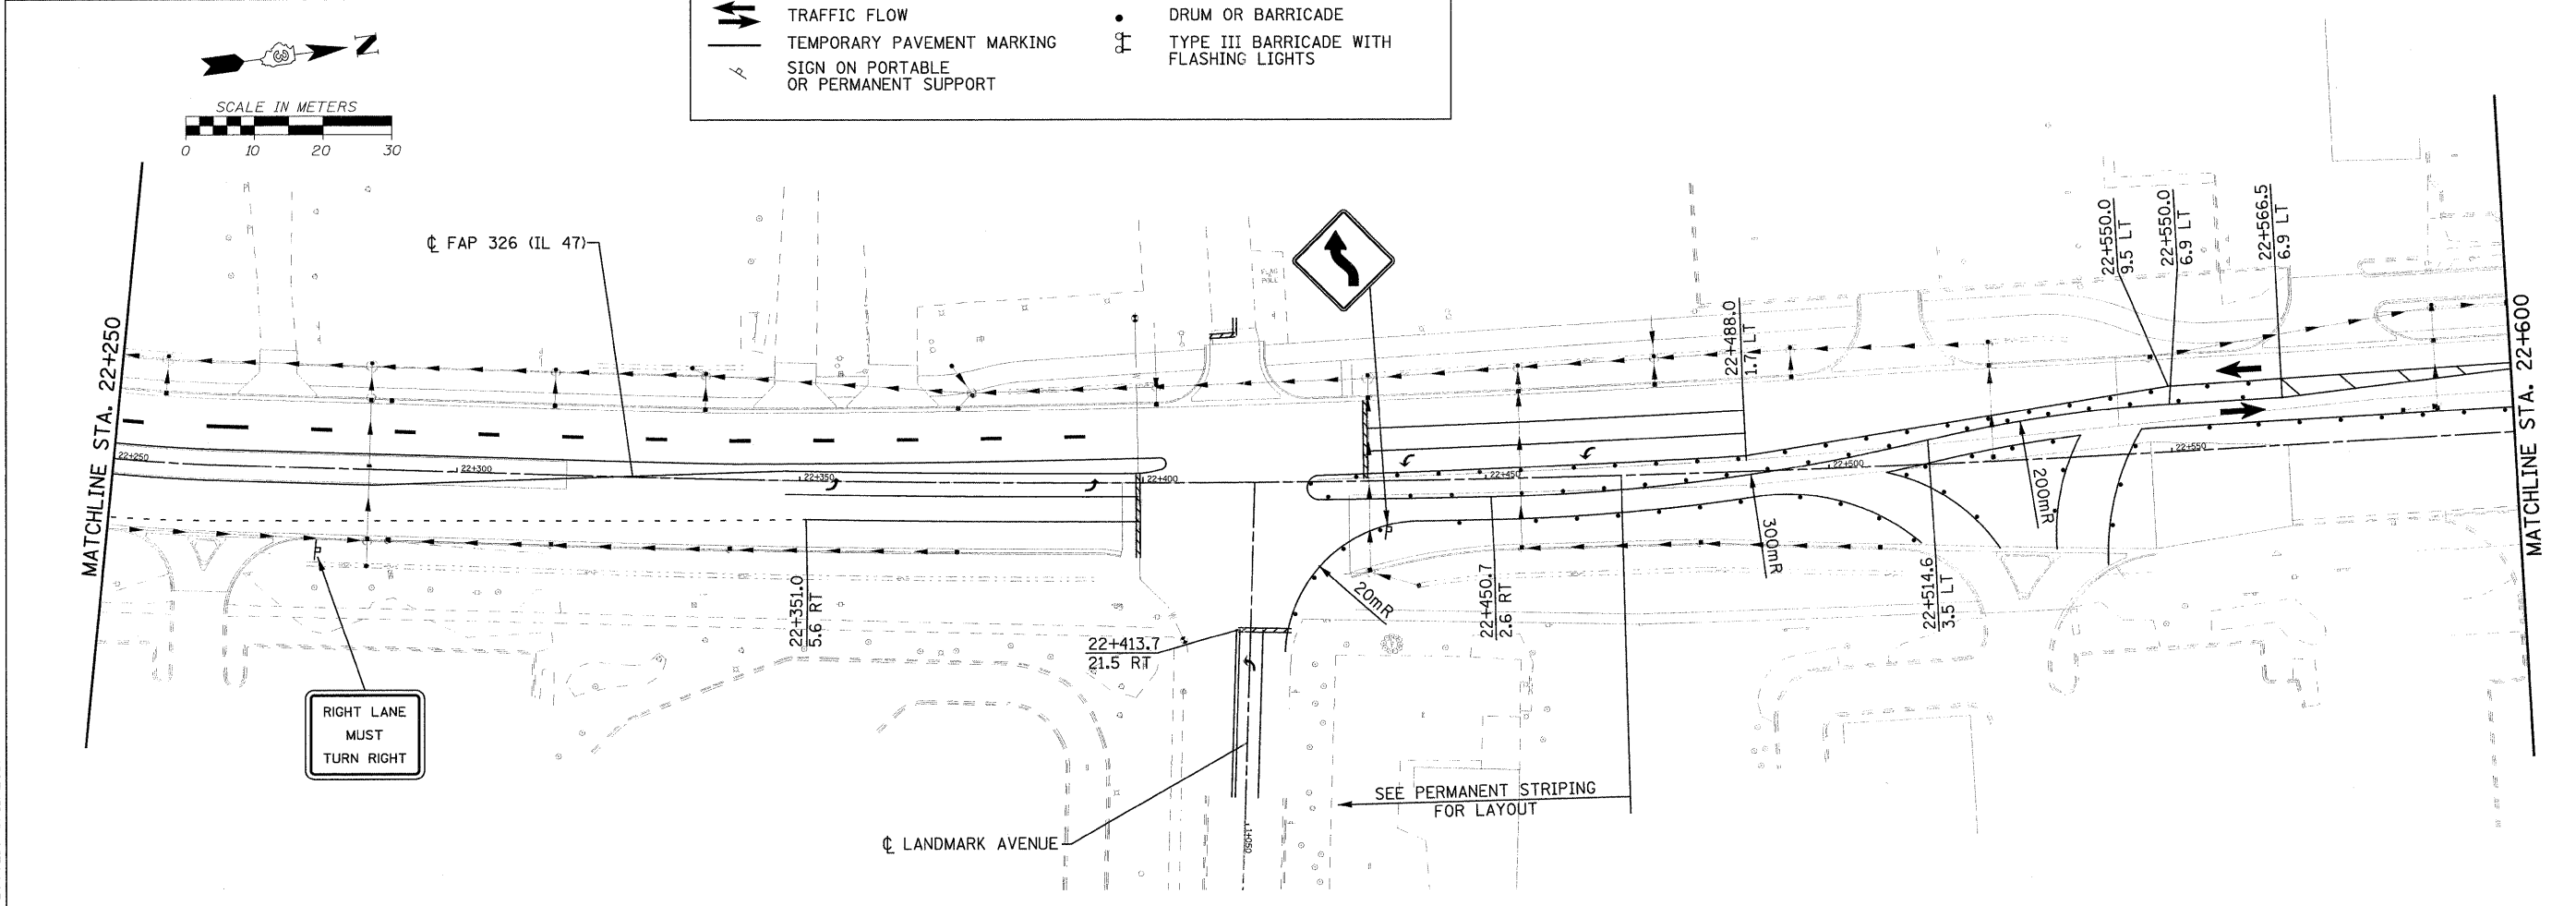 TRAFFIC FLOW
TEMPORARY PAVEMENT MARKING
SIGN ON PORTABLE
OR PERMANENT SUPPORT
DRUM OR BARRICADE
TYPE III BARRICADE WITH
FLASHING LIGHTS
N
SCALE IN METERS
0 10 20 30
MATCHLINE STA. 22+250
℄ FAP 326 (IL 47)
22+250
22+300
22+350
22+400
22+450
22+500
22+550
22+351.0
5.6 RT
22+413.7
21.5 RT
22+450.7
2.6 RT
22+488.0
1.7 LT
22+514.6
3.5 LT
22+550.0
9.5 LT
22+550.0
6.9 LT
22+566.5
6.9 LT
20mR
300mR
200mR
RIGHT LANE
MUST
TURN RIGHT
℄ LANDMARK AVENUE
11+050
SEE PERMANENT STRIPING
FOR LAYOUT
MATCHLINE STA. 22+600